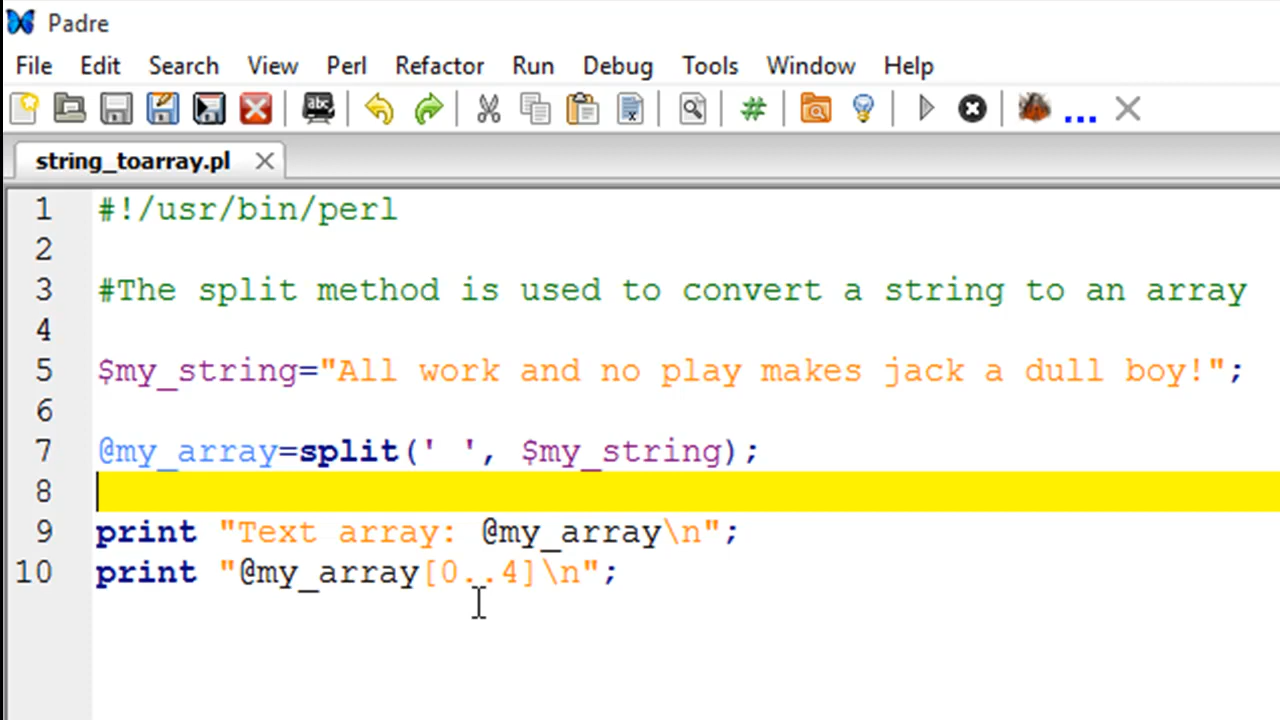 Padre
File Edit Search View Perl Refactor Run Debug Tools Window Help
abc # ...
string_toarray.pl
1 #!/usr/bin/perl
2
3 #The split method is used to convert a string to an array
4
5 $my_string="All work and no play makes jack a dull boy!";
6
7 @my_array=split(' ', $my_string);
8
9 print "Text array: @my_array\n";
10 print "@my_array[0..4]\n";